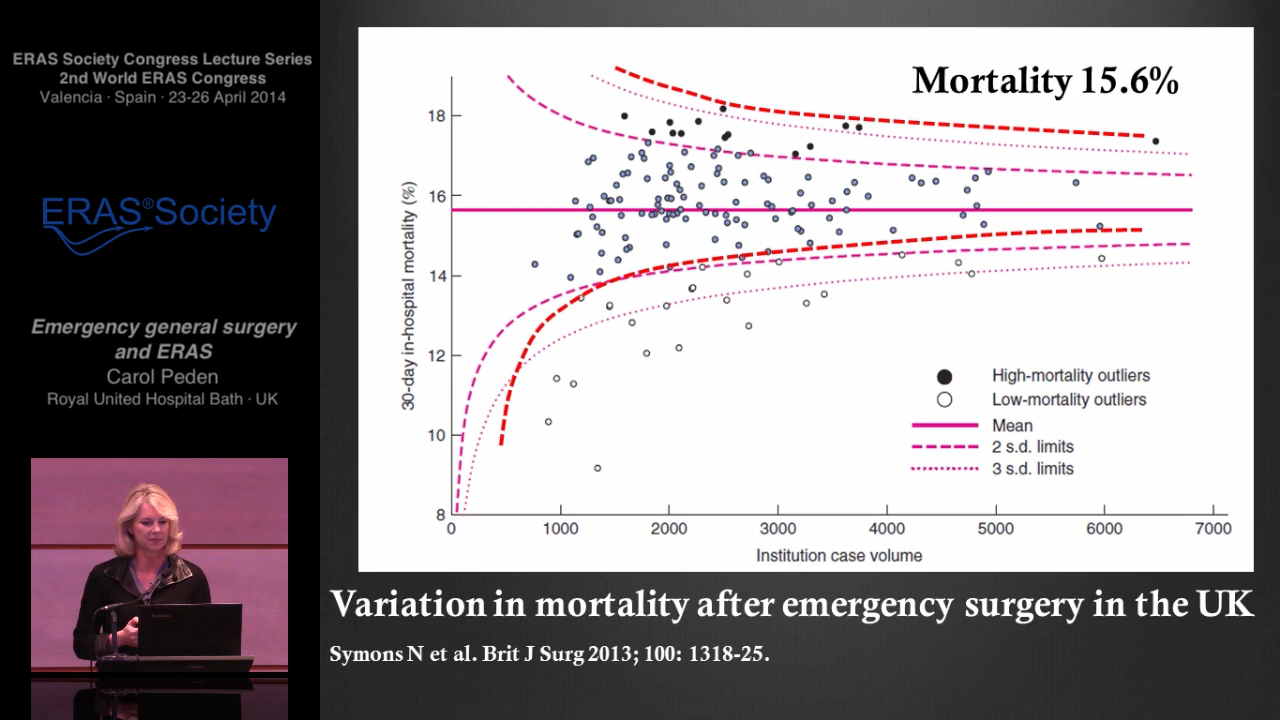 ERAS Society Congress Lecture Series
2nd World ERAS Congress
Valencia · Spain · 23-26 April 2014
ERAS®Society
Emergency general surgery
and ERAS
Carol Peden
Royal United Hospital Bath · UK
Mortality 15.6%
30-day in-hospital mortality (%)
18
16
14
12
10
8
0
1000
2000
3000
4000
5000
6000
7000
Institution case volume
High-mortality outliers
Low-mortality outliers
Mean
2 s.d. limits
3 s.d. limits
Variation in mortality after emergency surgery in the UK
Symons N et al. Brit J Surg 2013; 100: 1318-25.